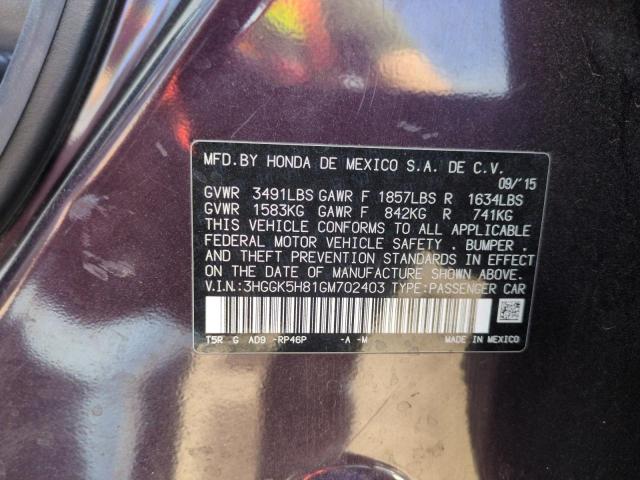 MFD.BY HONDA DE MEXICO S.A. DE C.V.
09/'15
GVWR 3491LBS GAWR F 1857LBS R 1634LBS
GVWR 1583KG GAWR F 842KG R 741KG
THIS VEHICLE CONFORMS TO ALL APPLICABLE
FEDERAL MOTOR VEHICLE SAFETY . BUMPER .
AND THEFT PREVENTION STANDARDS IN EFFECT
ON THE DATE OF MANUFACTURE SHOWN ABOVE.
V.I.N.:3HGGK5H81GM702403 TYPE:PASSENGER CAR
T5R G AD9 -RP46P -A -M MADE IN MEXICO